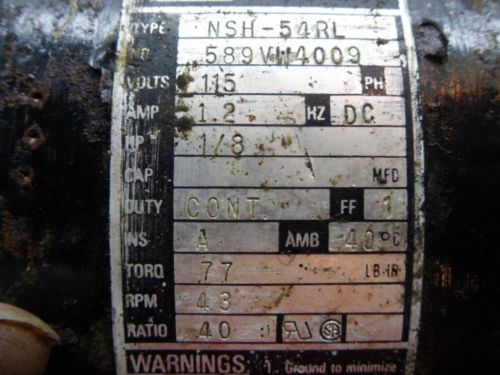 TYPE NSH-54RL
NO. 589VW4009
VOLTS 115 PH
AMP 1.2 HZ DC
HP 1/8
CAP MFD
DUTY CONT. FF 1
INS A AMB 40 °C
TORQ 77 LB-IN
RPM 43
RATIO 40 :1
WARNINGS: 1. Ground to minimize